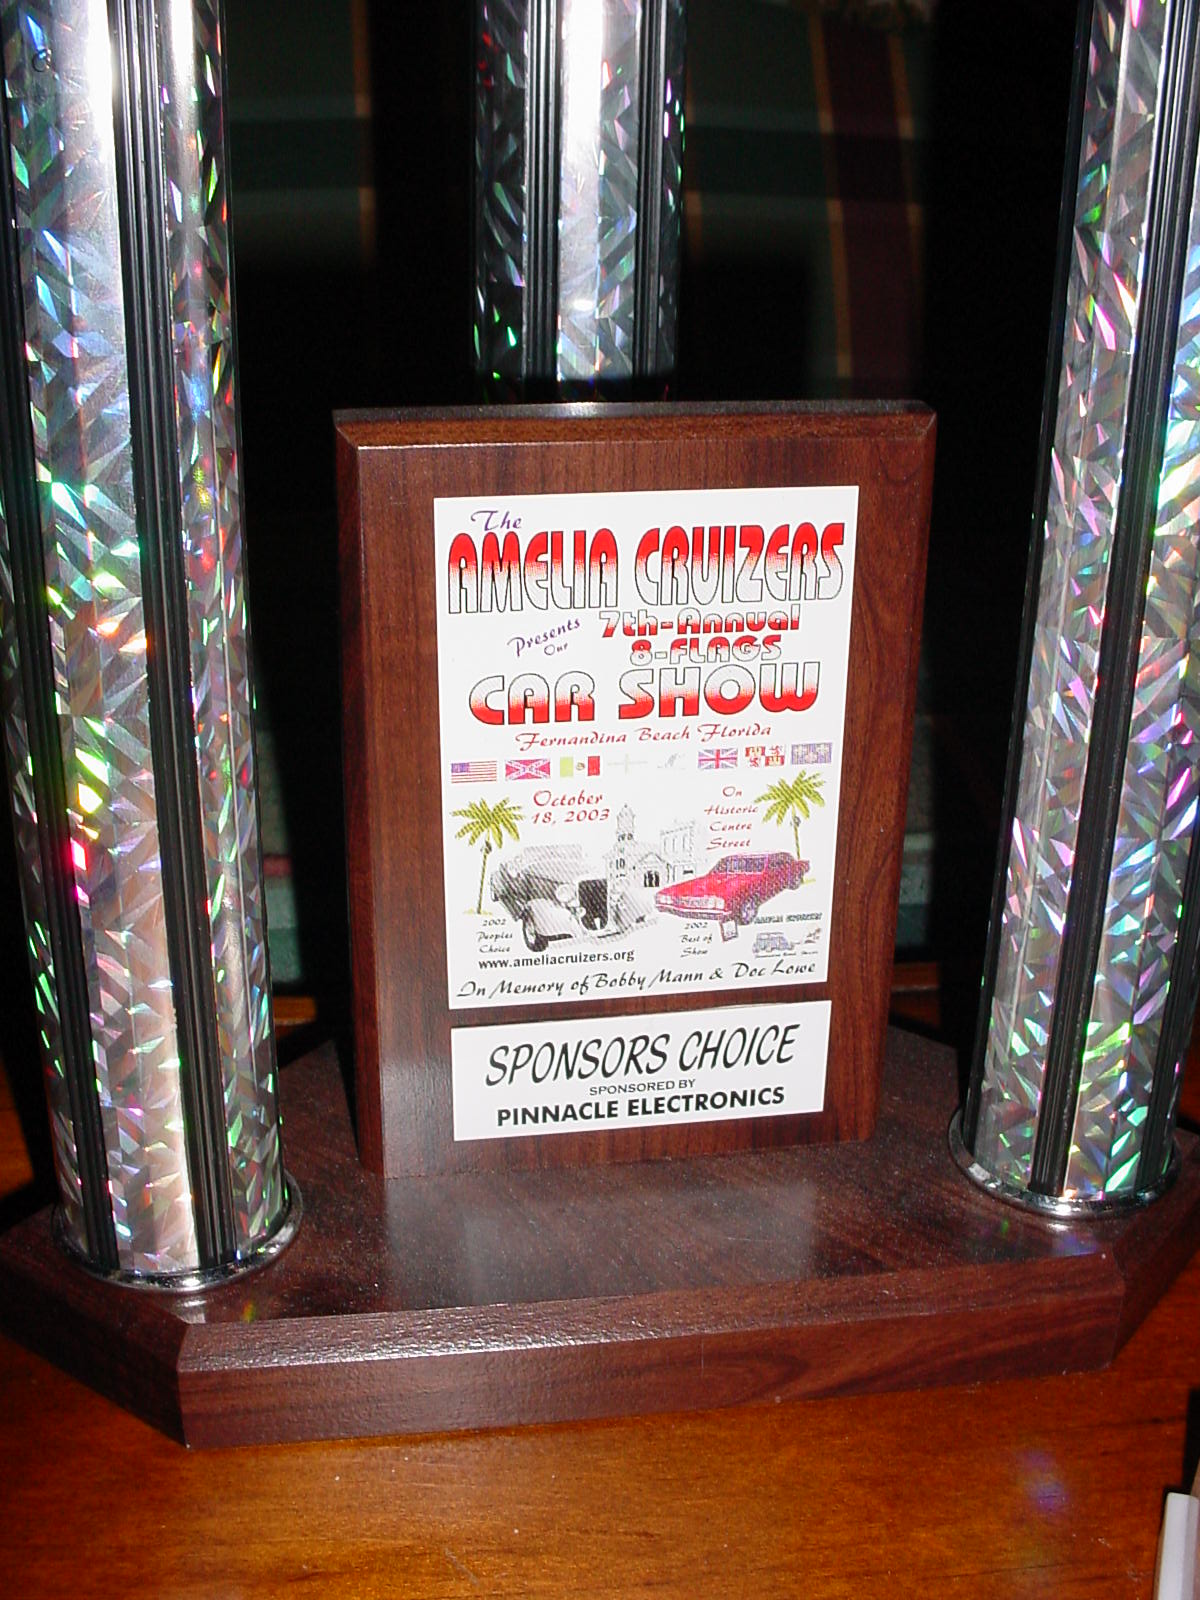 The
AMELIA CRUIZERS
Presents
Our
7th-Annual
8-FLAGS
CAR SHOW
Fernandina Beach Florida
October
18, 2003
On
Historic
Centre
Street
2002
Peoples
Choice
2002
Best of
Show
AMELIA CRUIZERS
www.ameliacruizers.org
In Memory of Bobby Mann & Doc Lowe
SPONSORS CHOICE
SPONSORED BY
PINNACLE ELECTRONICS